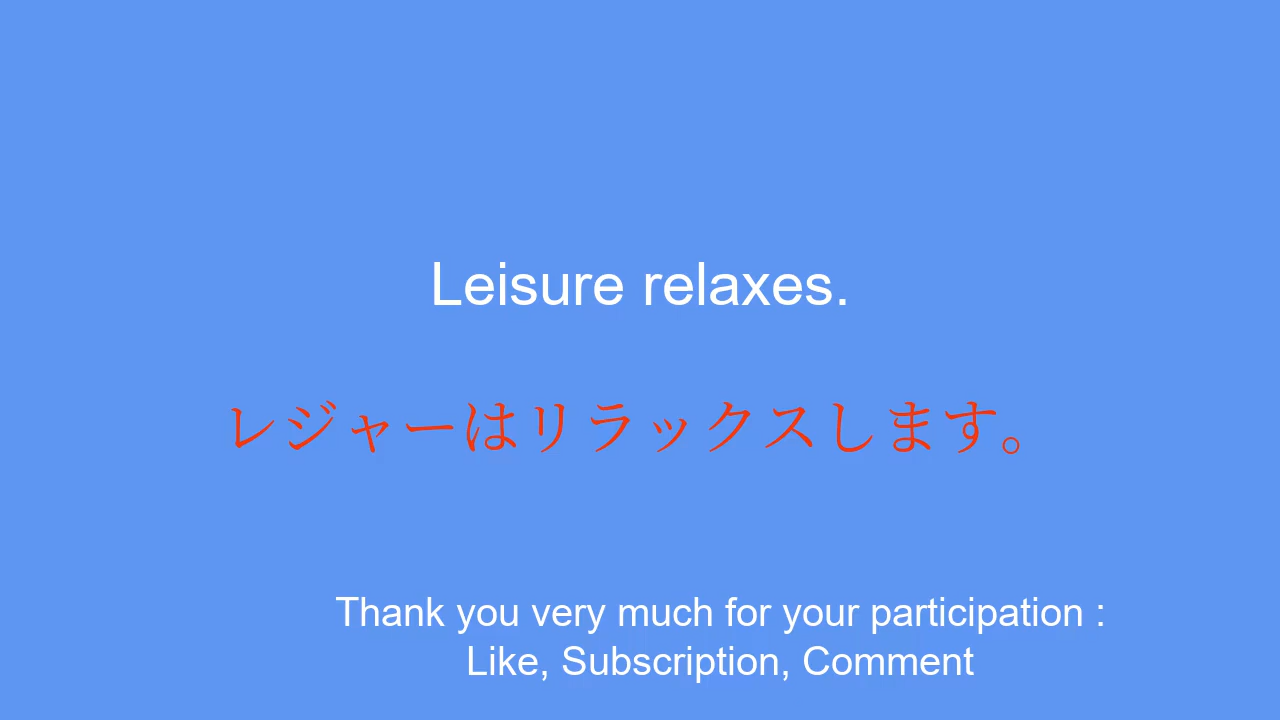 Leisure relaxes.
レジャーはリラックスします。
Thank you very much for your participation :
Like, Subscription, Comment